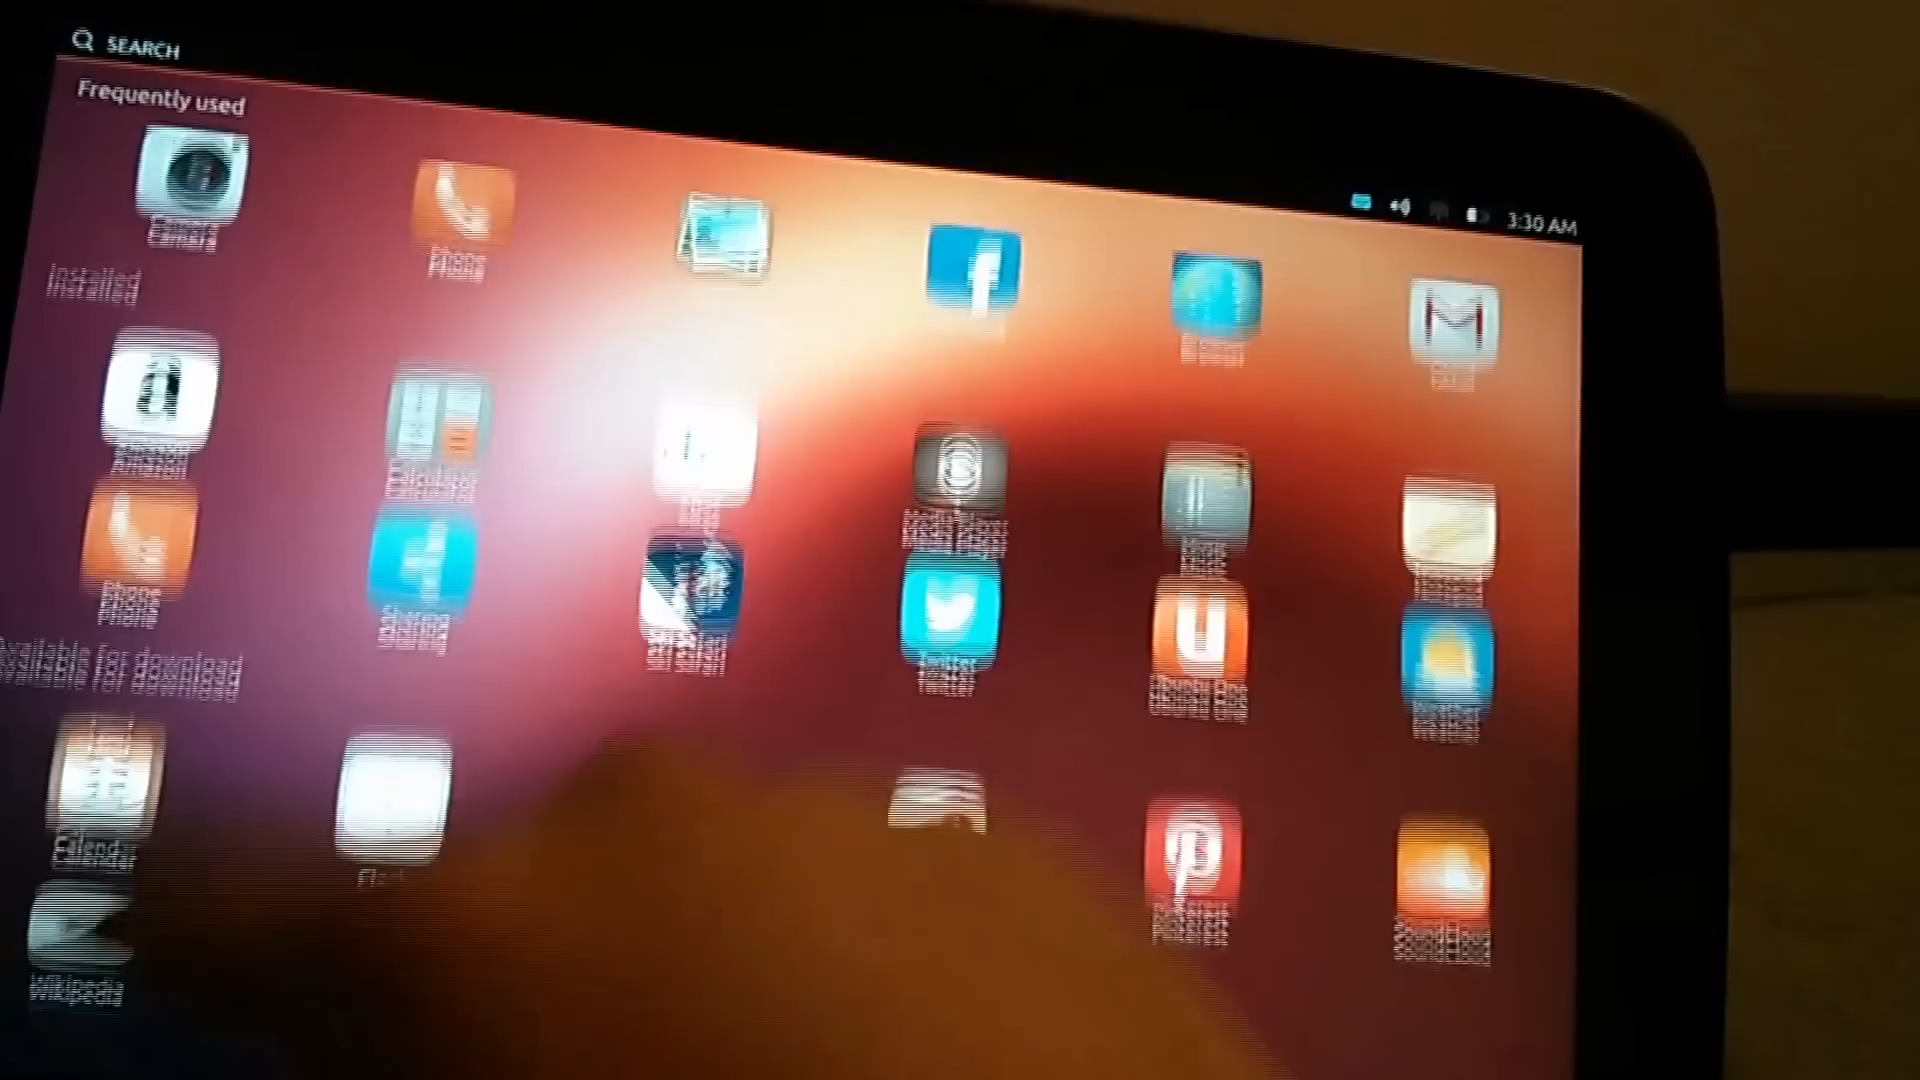 SEARCH
3:30 AM
Frequently used
Camera
Phone
f
M
Installed
a
Amazon
Calculator
Media Player
Phone
Sharing
Twitter
u
Ubuntu One
Weather
Available for download
Calendar
Pinterest
SoundCloud
Wikipedia